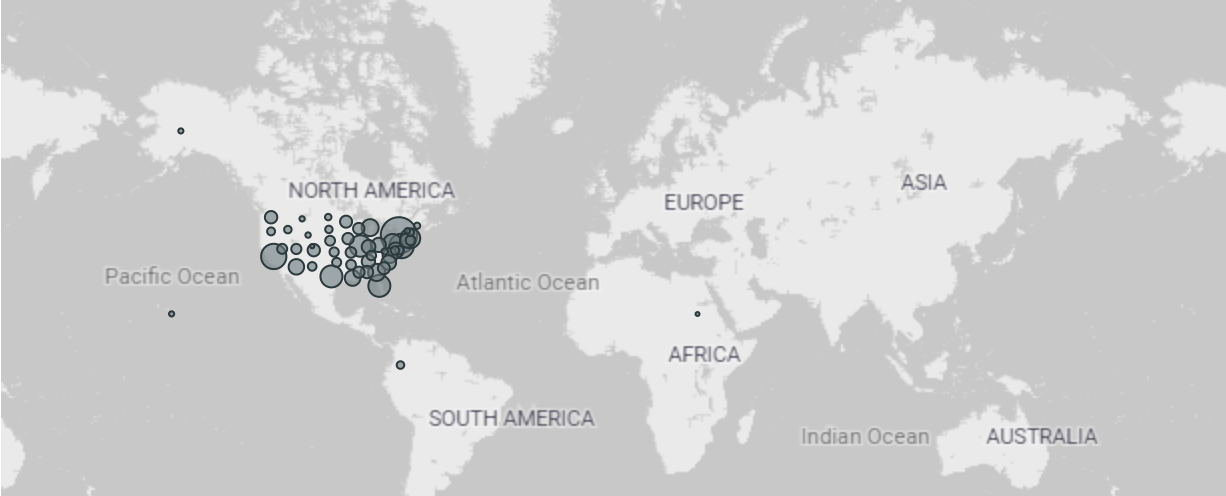 ASIA
NORTH AMERICA
EUROPE
Pacific Ocean
Atlantic Ocean
AFRICA
SOUTH AMERICA
Indian Ocean
AUSTRALIA